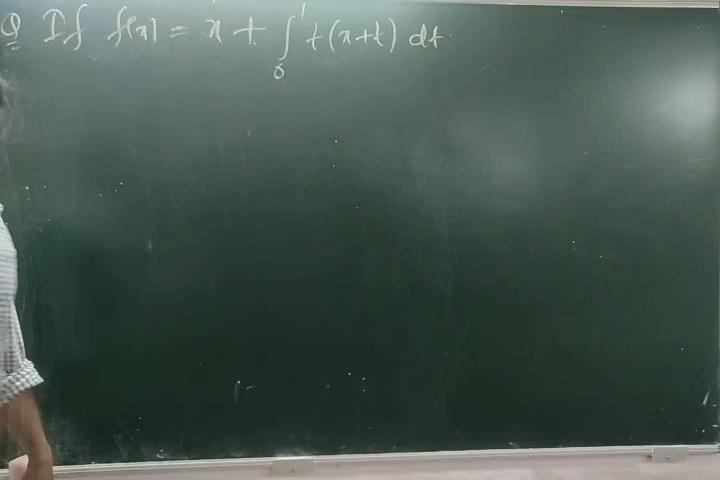 Q If f(x) = x + ∫₀¹ t(x+t) dt.